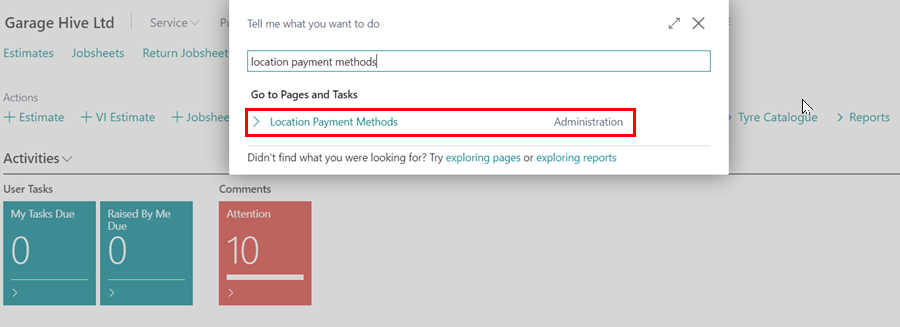 Garage Hive Ltd
Service
Estimates Jobsheets Return Jobsheet
Tell me what you want to do
location payment methods
Go to Pages and Tasks
Location Payment Methods Administration
Didn't find what you were looking for? Try exploring pages or exploring reports
Actions
+ Estimate + VI Estimate + Jobshee
> Tyre Catalogue > Reports
Activities
User Tasks
My Tasks Due
0
Raised By Me
Due
0
Comments
Attention
10